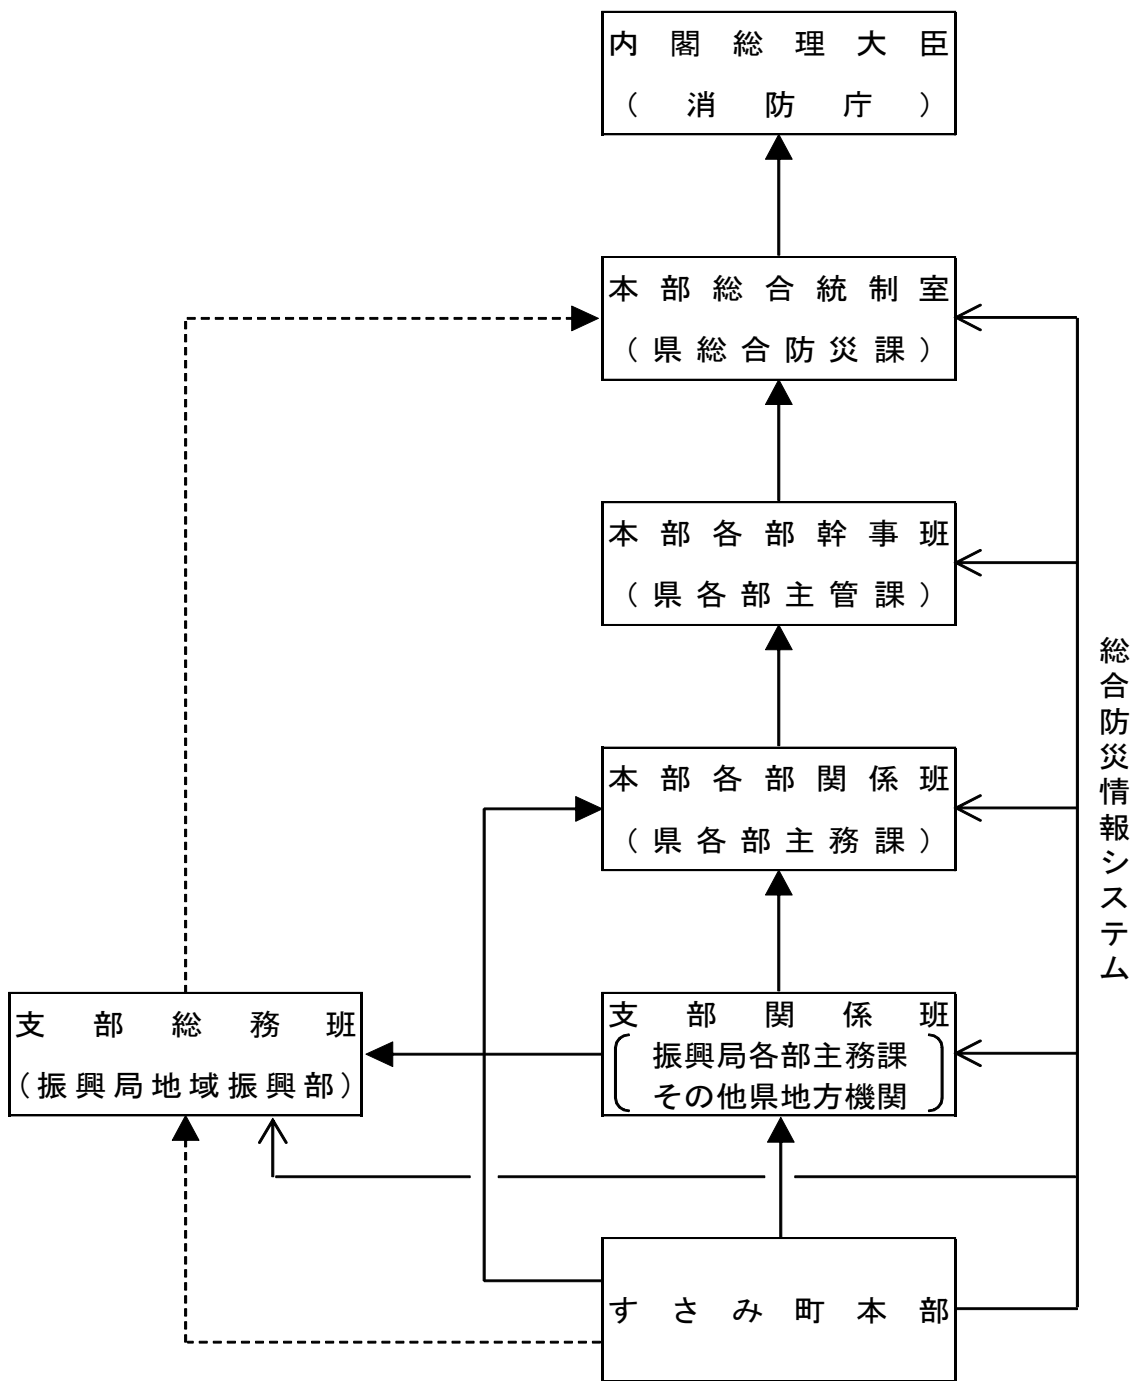 内閣総理大臣
（消防庁）
本部総合統制室
（県総合防災課）
本部各部幹事班
（県各部主管課）
総合防災情報システム
本部各部関係班
（県各部主務課）
支部総務班
（振興局地域振興部）
支部関係班
振興局各部主務課
その他県地方機関
すさみ町本部